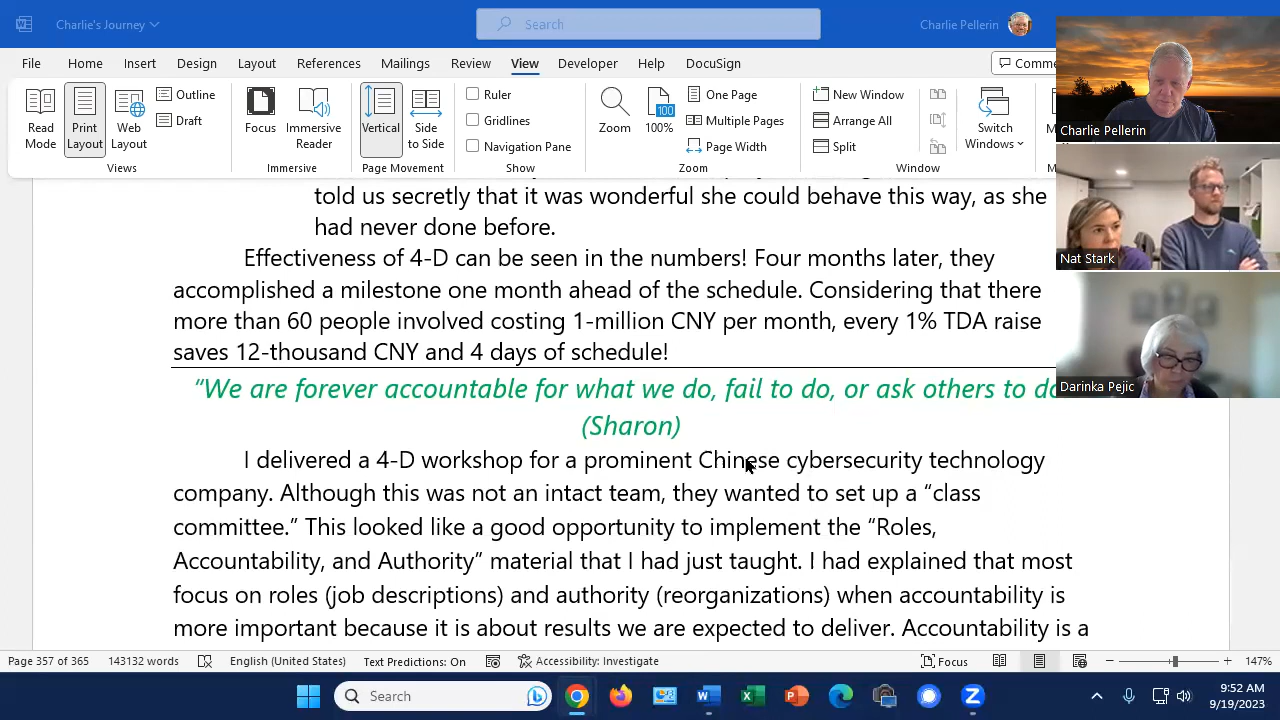 Charlie's Journey
Search
Charlie Pellerin
File Home Insert Design Layout References Mailings Review View Developer Help DocuSign
Read Mode
Print Layout
Web Layout
Outline
Draft
Views
Focus
Immersive Reader
Immersive
Vertical
Side to Side
Page Movement
Ruler
Gridlines
Navigation Pane
Show
Zoom
100
100%
One Page
Multiple Pages
Page Width
Zoom
New Window
Arrange All
Split
Switch Windows
Window
Charlie Pellerin
Nat Stark
Darinka Pejic
told us secretly that it was wonderful she could behave this way, as she
had never done before.
Effectiveness of 4-D can be seen in the numbers! Four months later, they
accomplished a milestone one month ahead of the schedule. Considering that there
more than 60 people involved costing 1-million CNY per month, every 1% TDA raise
saves 12-thousand CNY and 4 days of schedule!
“We are forever accountable for what we do, fail to do, or ask others to do
(Sharon)
I delivered a 4-D workshop for a prominent Chinese cybersecurity technology
company. Although this was not an intact team, they wanted to set up a “class
committee.” This looked like a good opportunity to implement the “Roles,
Accountability, and Authority” material that I had just taught. I had explained that most
focus on roles (job descriptions) and authority (reorganizations) when accountability is
more important because it is about results we are expected to deliver. Accountability is a
Page 357 of 365 143132 words English (United States) Text Predictions: On Accessibility: Investigate Focus 147%
Search
9:52 AM
9/19/2023